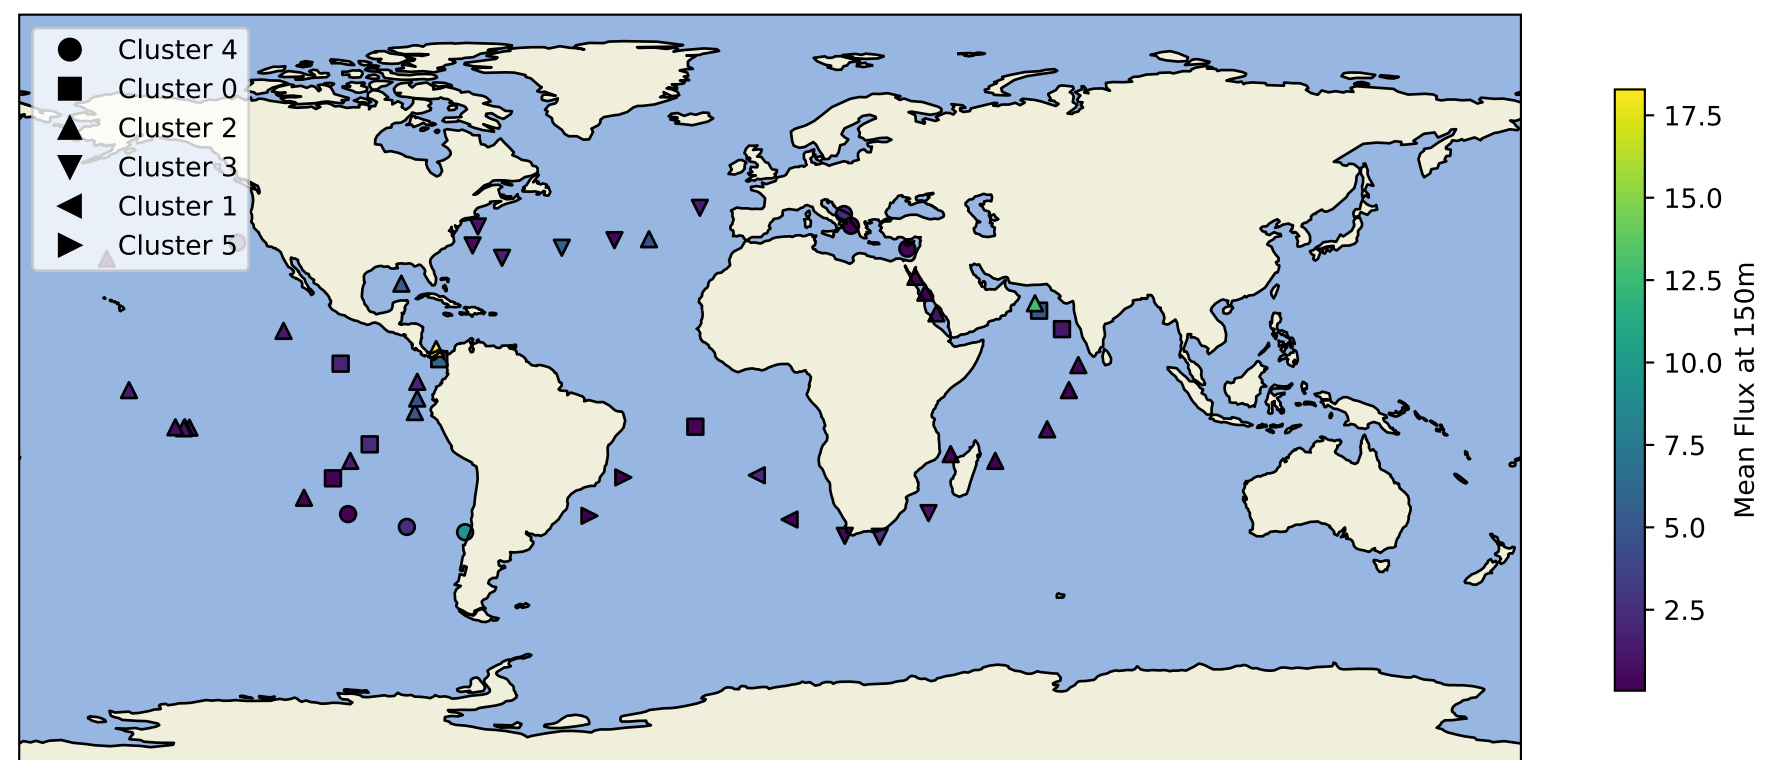 Cluster 4
Cluster 0
Cluster 2
Cluster 3
Cluster 1
Cluster 5
17.5
15.0
12.5
10.0
7.5
5.0
2.5
Mean Flux at 150m